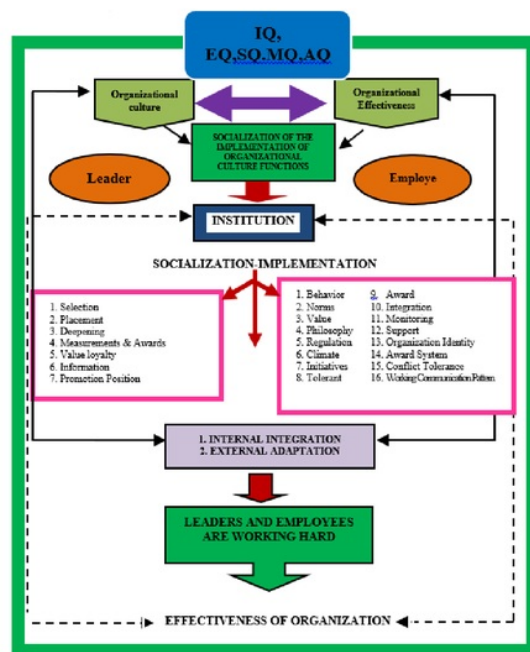 IQ,
EQ,SQ.MQ,AQ
Organizational
culture
Organizational
Effectiveness
SOCIALIZATION OF THE
IMPLEMENTATION OF
ORGANIZATIONAL
CULTURE FUNCTIONS
Leader
Employe
INSTITUTION
SOCIALIZATION-IMPLEMENTATION
1. Selection
2. Placement
3. Deepening
4. Measurements & Awards
5. Value loyalty
6. Information
7. Promotion Position
1. Behavior
2. Norms
3. Value
4. Philosophy
5. Regulation
6. Climate
7. Initiatives
8. Tolerant
9. Award
10. Integration
11. Monitoring
12. Support
13. Organization Identity
14. Award System
15. Conflict Tolerance
16. Working Communication Pattern
1. INTERNAL INTEGRATION
2. EXTERNAL ADAPTATION
LEADERS AND EMPLOYEES
ARE WORKING HARD
EFFECTIVENESS OF ORGANIZATION